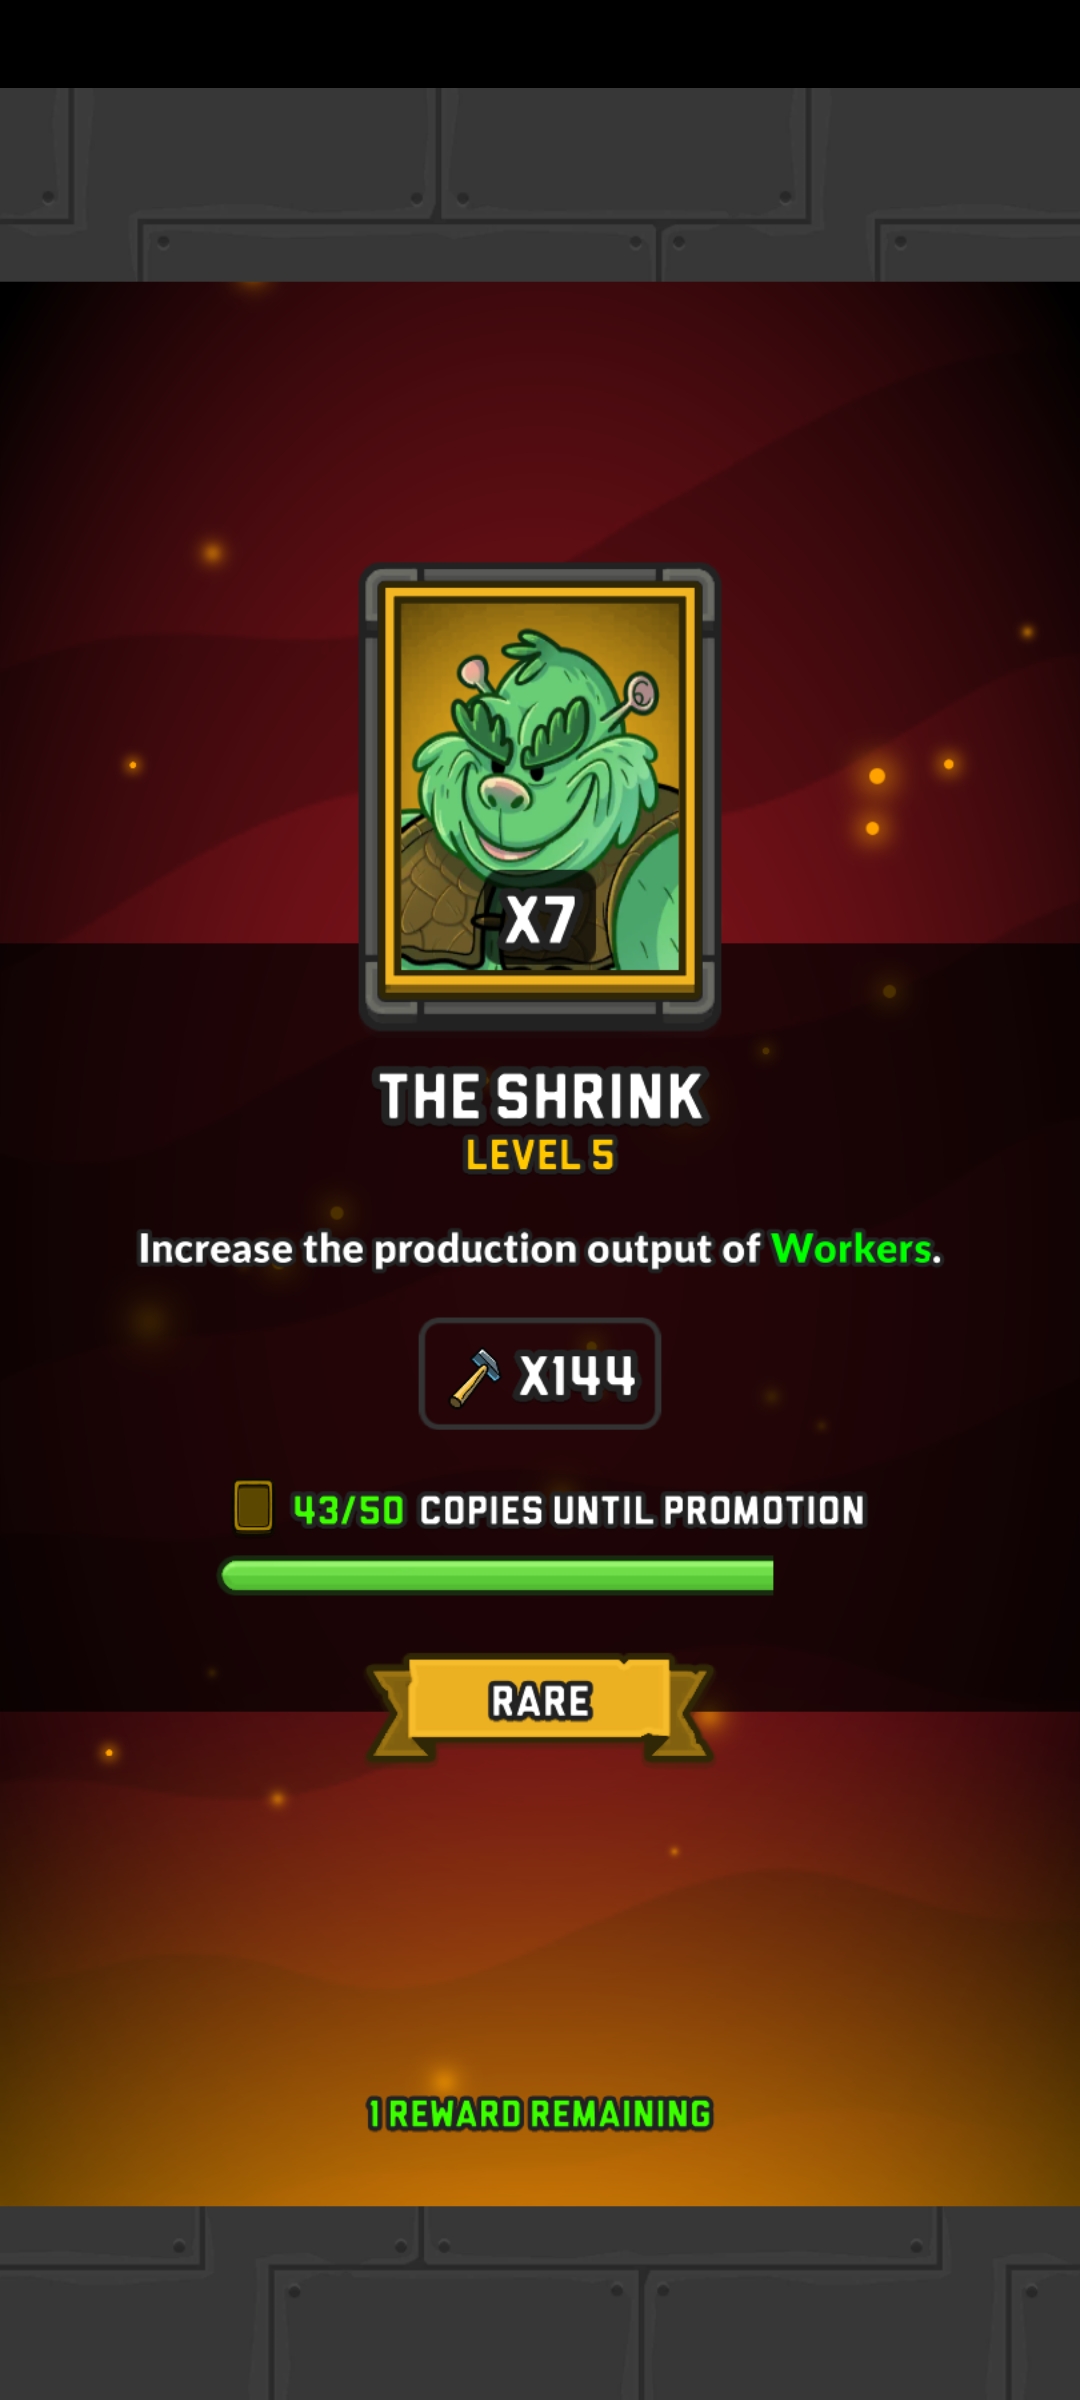 X7
THE SHRINK
LEVEL 5
Increase the production output of Workers.
X144
43/50 COPIES UNTIL PROMOTION
RARE
1 REWARD REMAINING